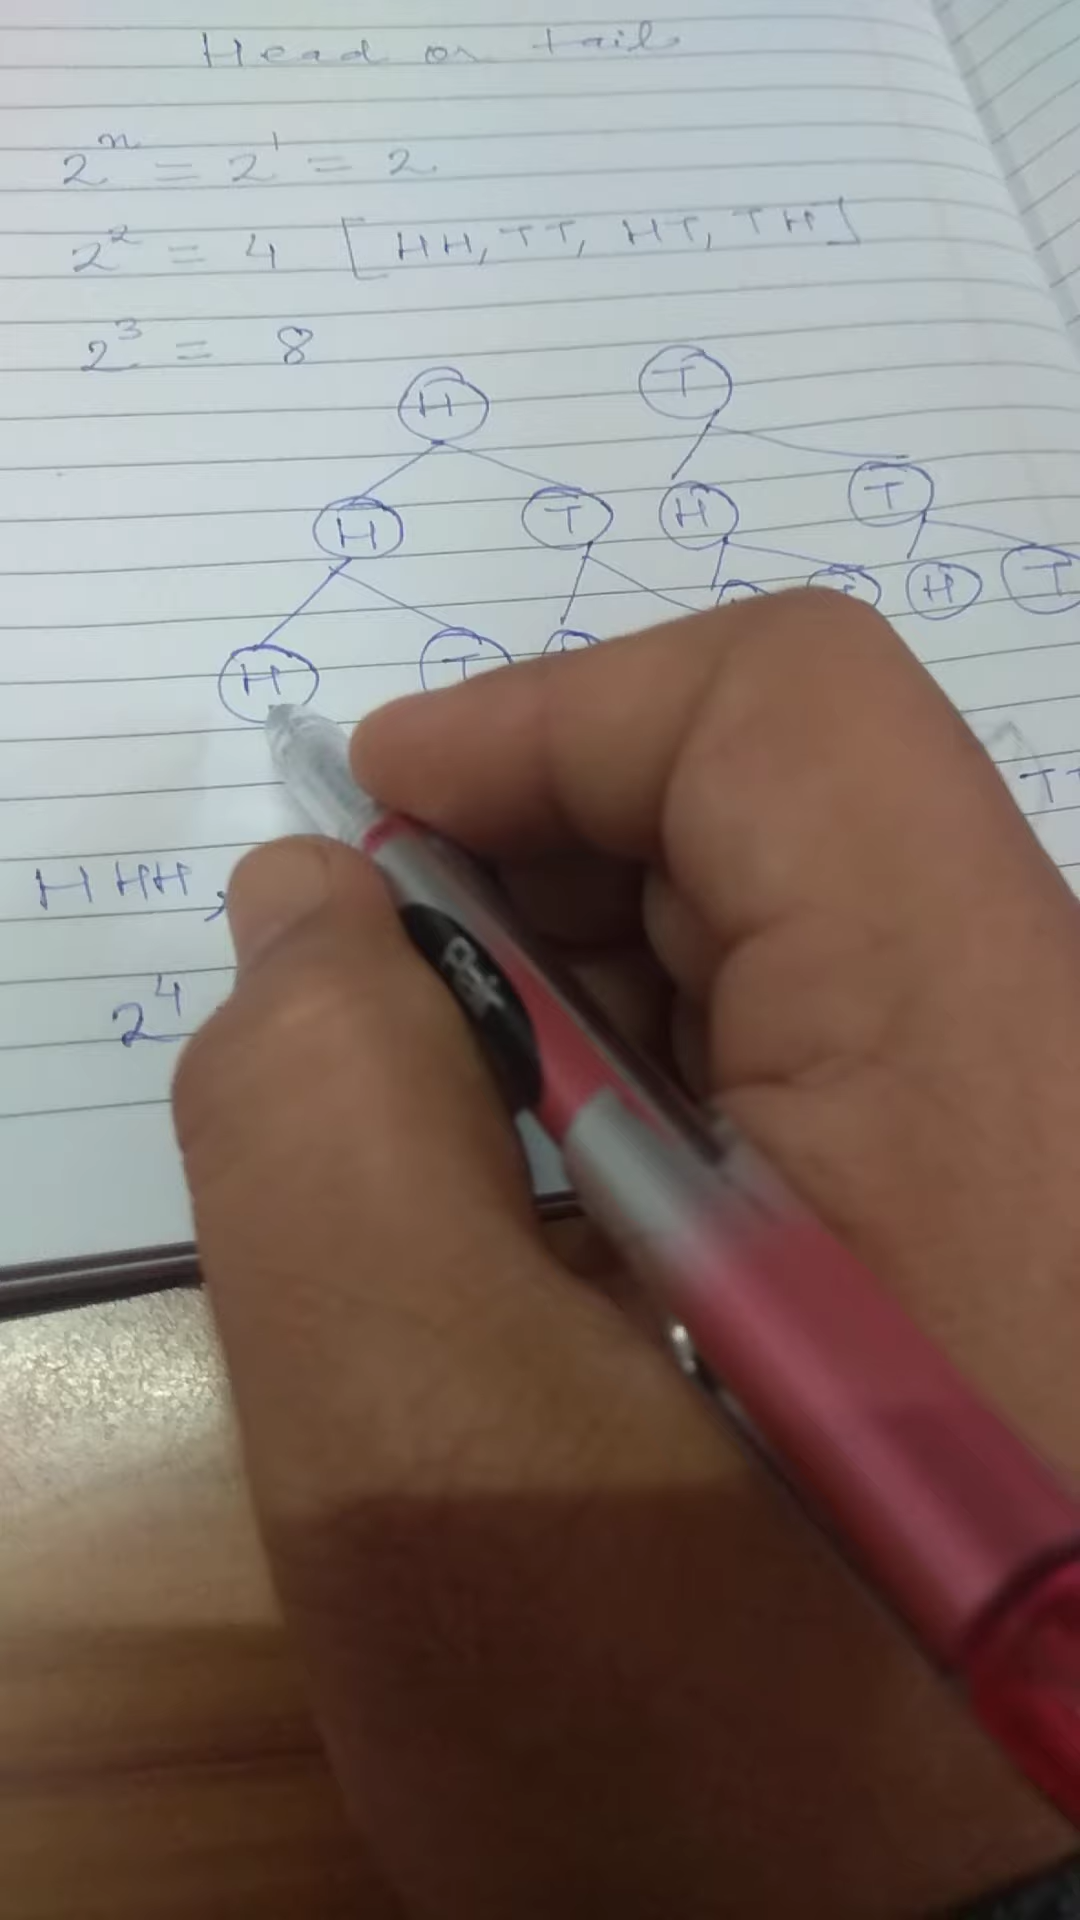 Head or tail
2^n = 2^1 = 2
2^2 = 4 [HH, TT, HT, TH]
2^3 = 8
H T
H T H T
H T H T
HHH,
2^4